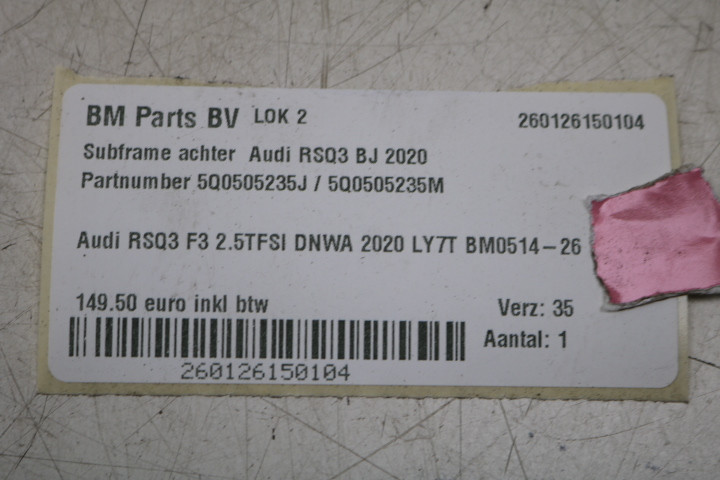 BM Parts BV LOK 2 260126150104
Subframe achter Audi RSQ3 BJ 2020
Partnumber 5Q0505235J / 5Q0505235M
Audi RSQ3 F3 2.5TFSI DNWA 2020 LY7T BM0514-26
149.50 euro inkl btw Verz: 35
Aantal: 1
260126150104